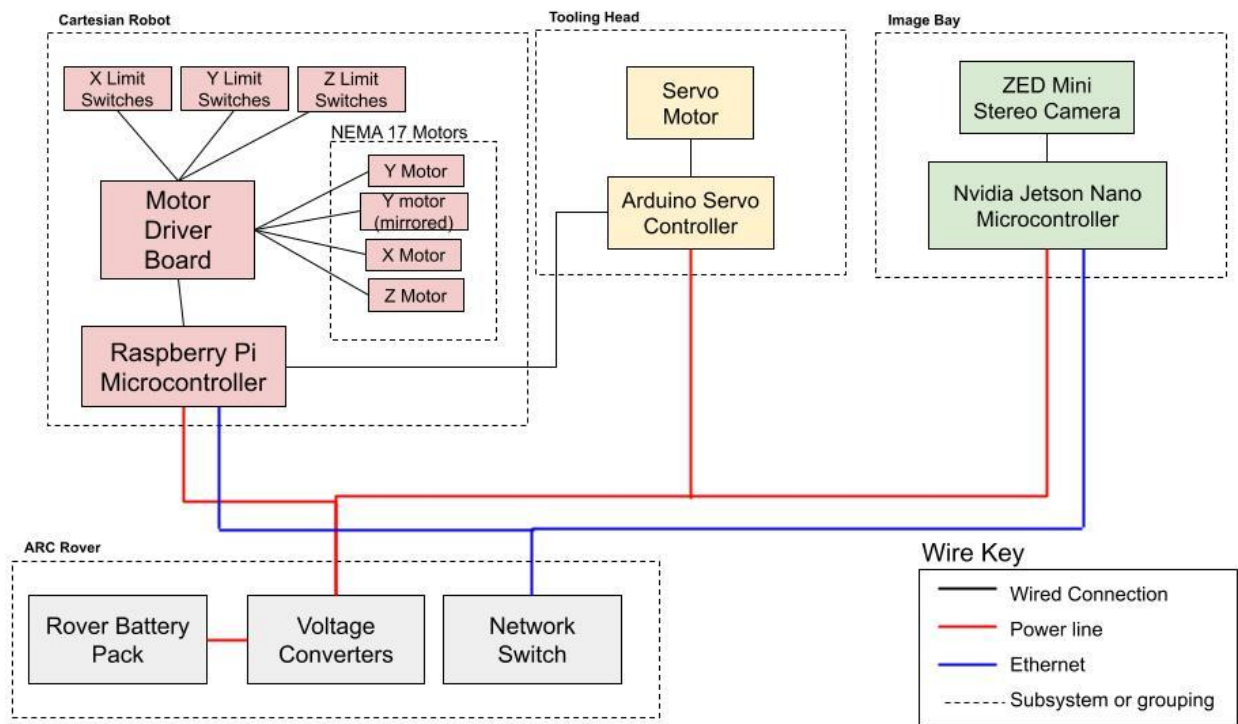 Cartesian Robot
X Limit
Switches
Y Limit
Switches
Z Limit
Switches
NEMA 17 Motors
Y Motor
Y motor
(mirrored)
X Motor
Z Motor
Motor
Driver
Board
Raspberry Pi
Microcontroller
Tooling Head
Servo
Motor
Arduino Servo
Controller
Image Bay
ZED Mini
Stereo Camera
Nvidia Jetson Nano
Microcontroller
ARC Rover
Rover Battery
Pack
Voltage
Converters
Network
Switch
Wire Key
Wired Connection
Power line
Ethernet
Subsystem or grouping